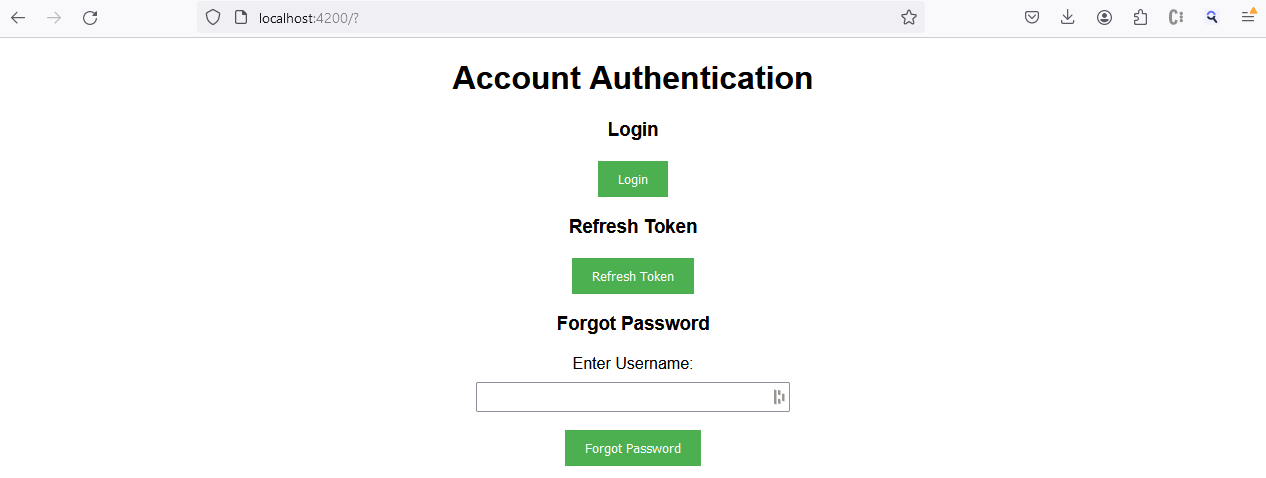 localhost:4200/?
Account Authentication
Login
Login
Refresh Token
Refresh Token
Forgot Password
Enter Username:
Forgot Password